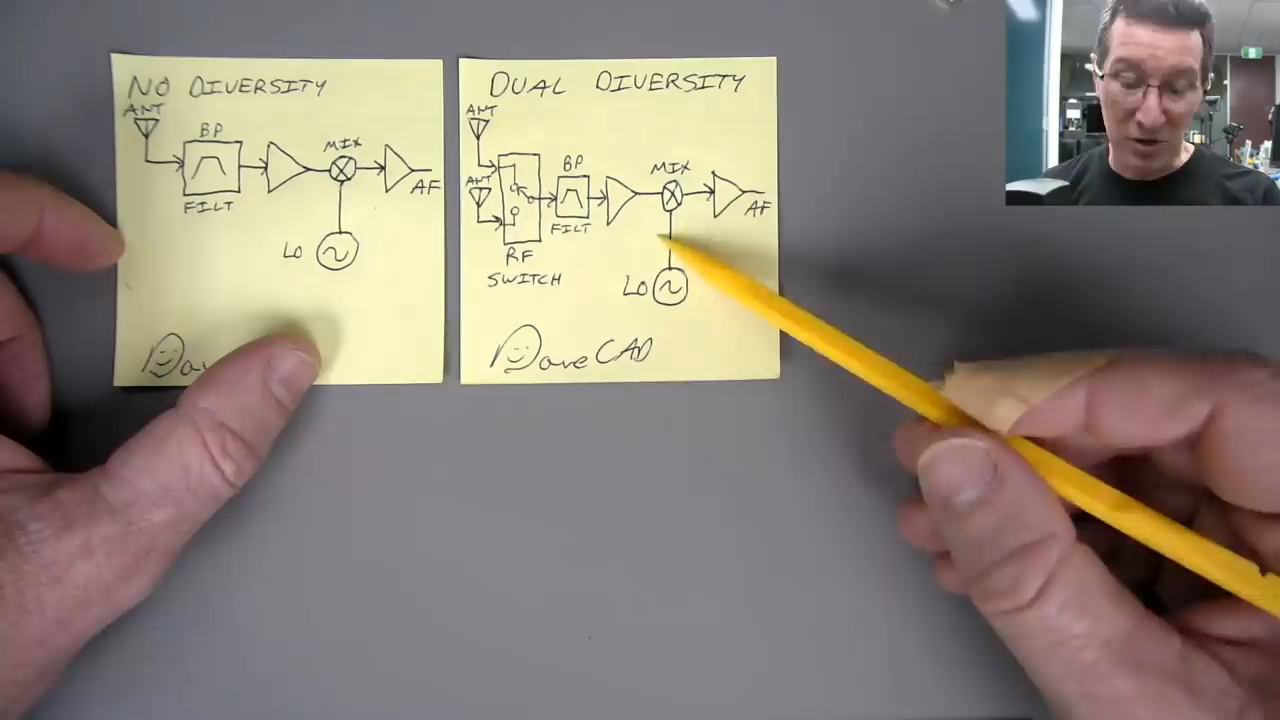 NO DIVERSITY
ANT
BP
FILT
MIX
AF
LO
DUAL DIVERSITY
ANT
ANT
RF
SWITCH
BP
FILT
MIX
AF
LO
DaveCAD